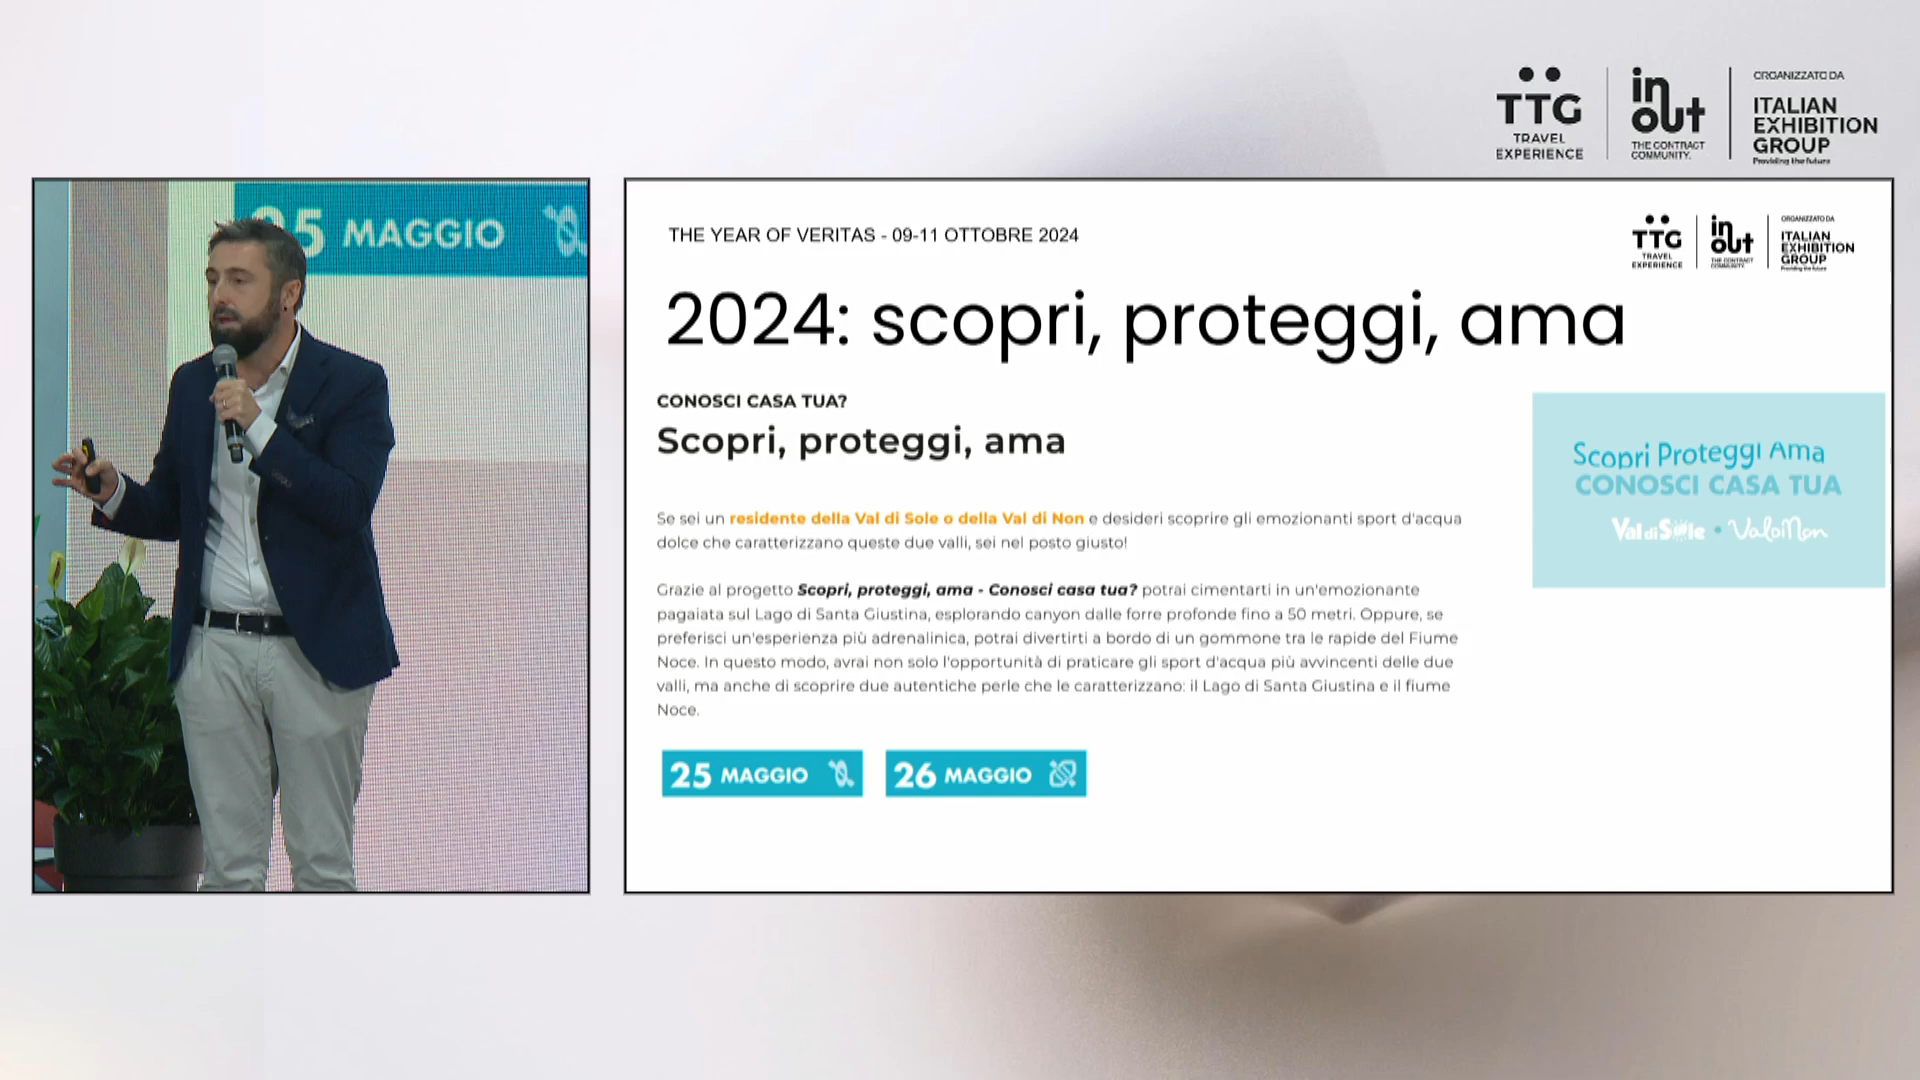 TTG
TRAVEL
EXPERIENCE
in
out
THE CONTRACT
COMMUNITY.
ORGANIZZATO DA
ITALIAN
EXHIBITION
GROUP
Providing the future
25 MAGGIO
THE YEAR OF VERITAS - 09-11 OTTOBRE 2024
TTG
TRAVEL
EXPERIENCE
in
out
THE CONTRACT
COMMUNITY.
ORGANIZZATO DA
ITALIAN
EXHIBITION
GROUP
Providing the future
2024: scopri, proteggi, ama
CONOSCI CASA TUA?
Scopri, proteggi, ama
Se sei un residente della Val di Sole o della Val di Non e desideri scoprire gli emozionanti sport d'acqua
dolce che caratterizzano queste due valli, sei nel posto giusto!
Grazie al progetto Scopri, proteggi, ama - Conosci casa tua? potrai cimentarti in un'emozionante
pagaiata sul Lago di Santa Giustina, esplorando canyon dalle forre profonde fino a 50 metri. Oppure, se
preferisci un'esperienza più adrenalinica, potrai divertirti a bordo di un gommone tra le rapide del Fiume
Noce. In questo modo, avrai non solo l'opportunità di praticare gli sport d'acqua più avvincenti delle due
valli, ma anche di scoprire due autentiche perle che le caratterizzano: il Lago di Santa Giustina e il fiume
Noce.
Scopri Proteggi Ama
CONOSCI CASA TUA
Val di Sole • Val di Non
25 MAGGIO
26 MAGGIO